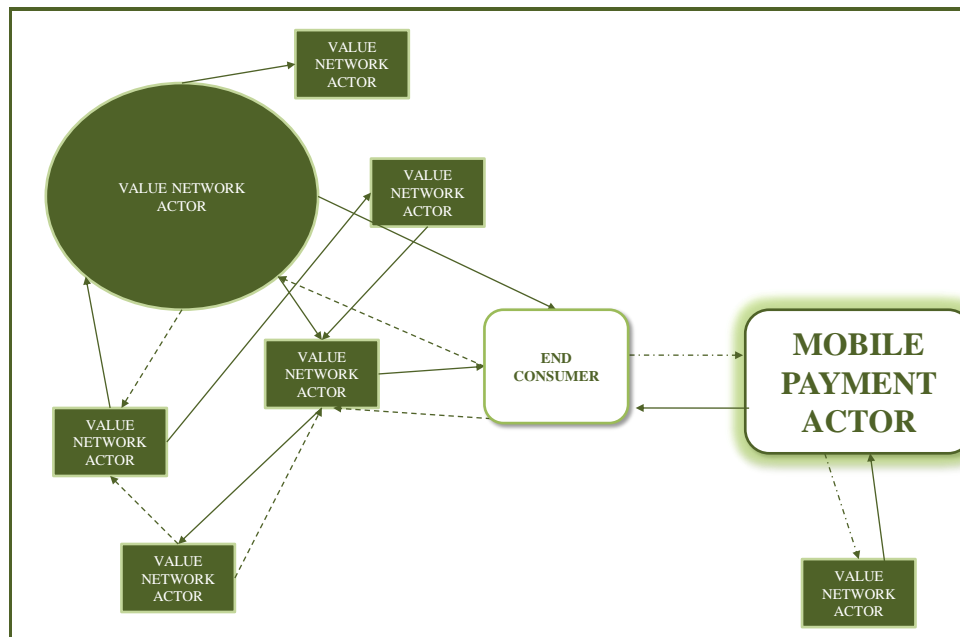 VALUE
NETWORK
ACTOR
VALUE NETWORK
ACTOR
VALUE
NETWORK
ACTOR
VALUE
NETWORK
ACTOR
END
CONSUMER
MOBILE
PAYMENT
ACTOR
VALUE
NETWORK
ACTOR
VALUE
NETWORK
ACTOR
VALUE
NETWORK
ACTOR